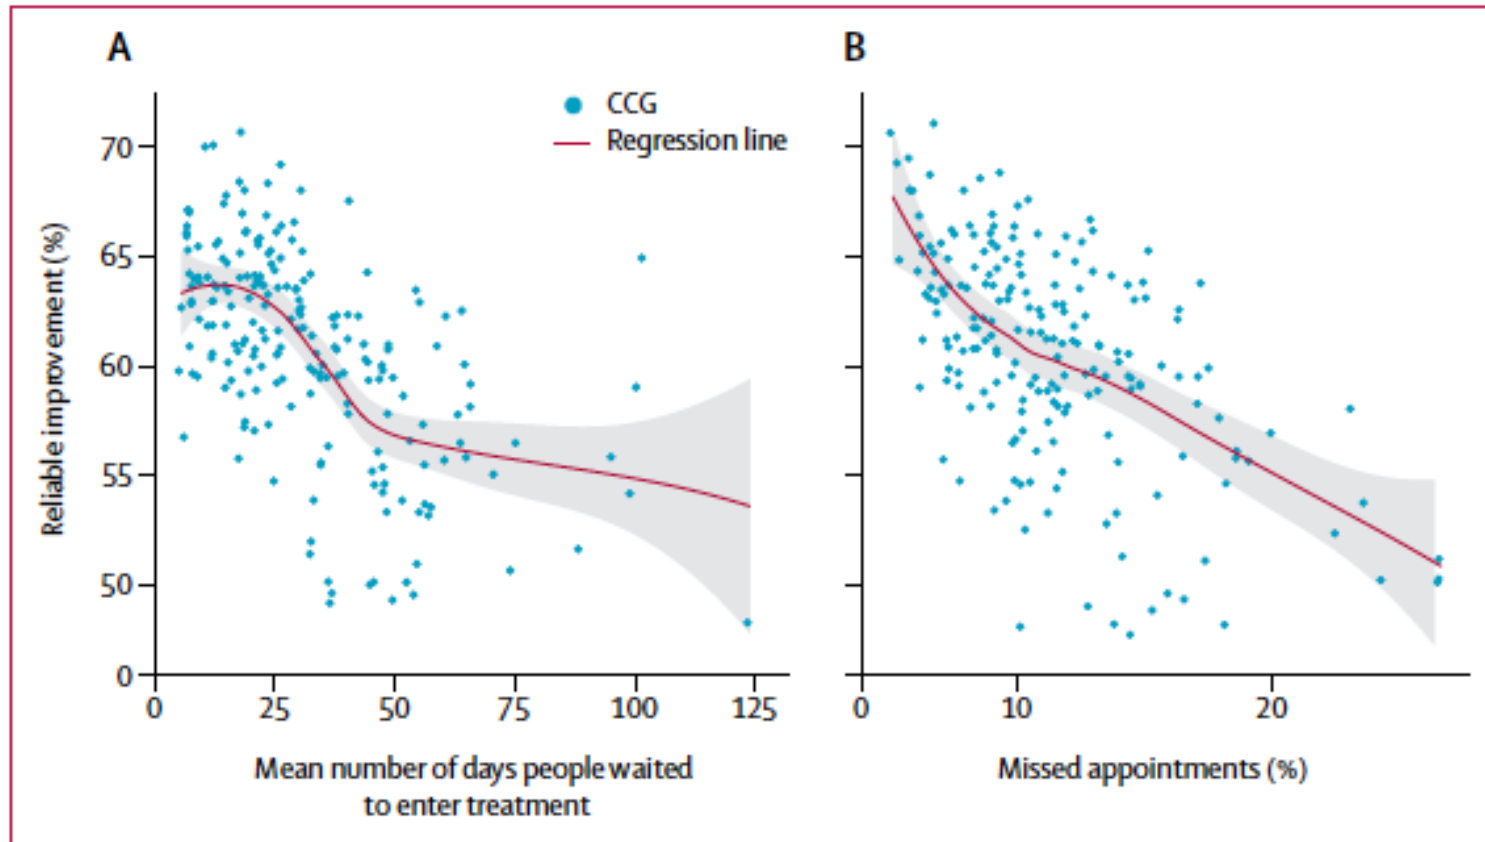 A
B
CCG
Regression line
Reliable improvement (%)
70
65
60
55
50
0
0 25 50 75 100 125
0 10 20
Mean number of days people waited
to enter treatment
Missed appointments (%)